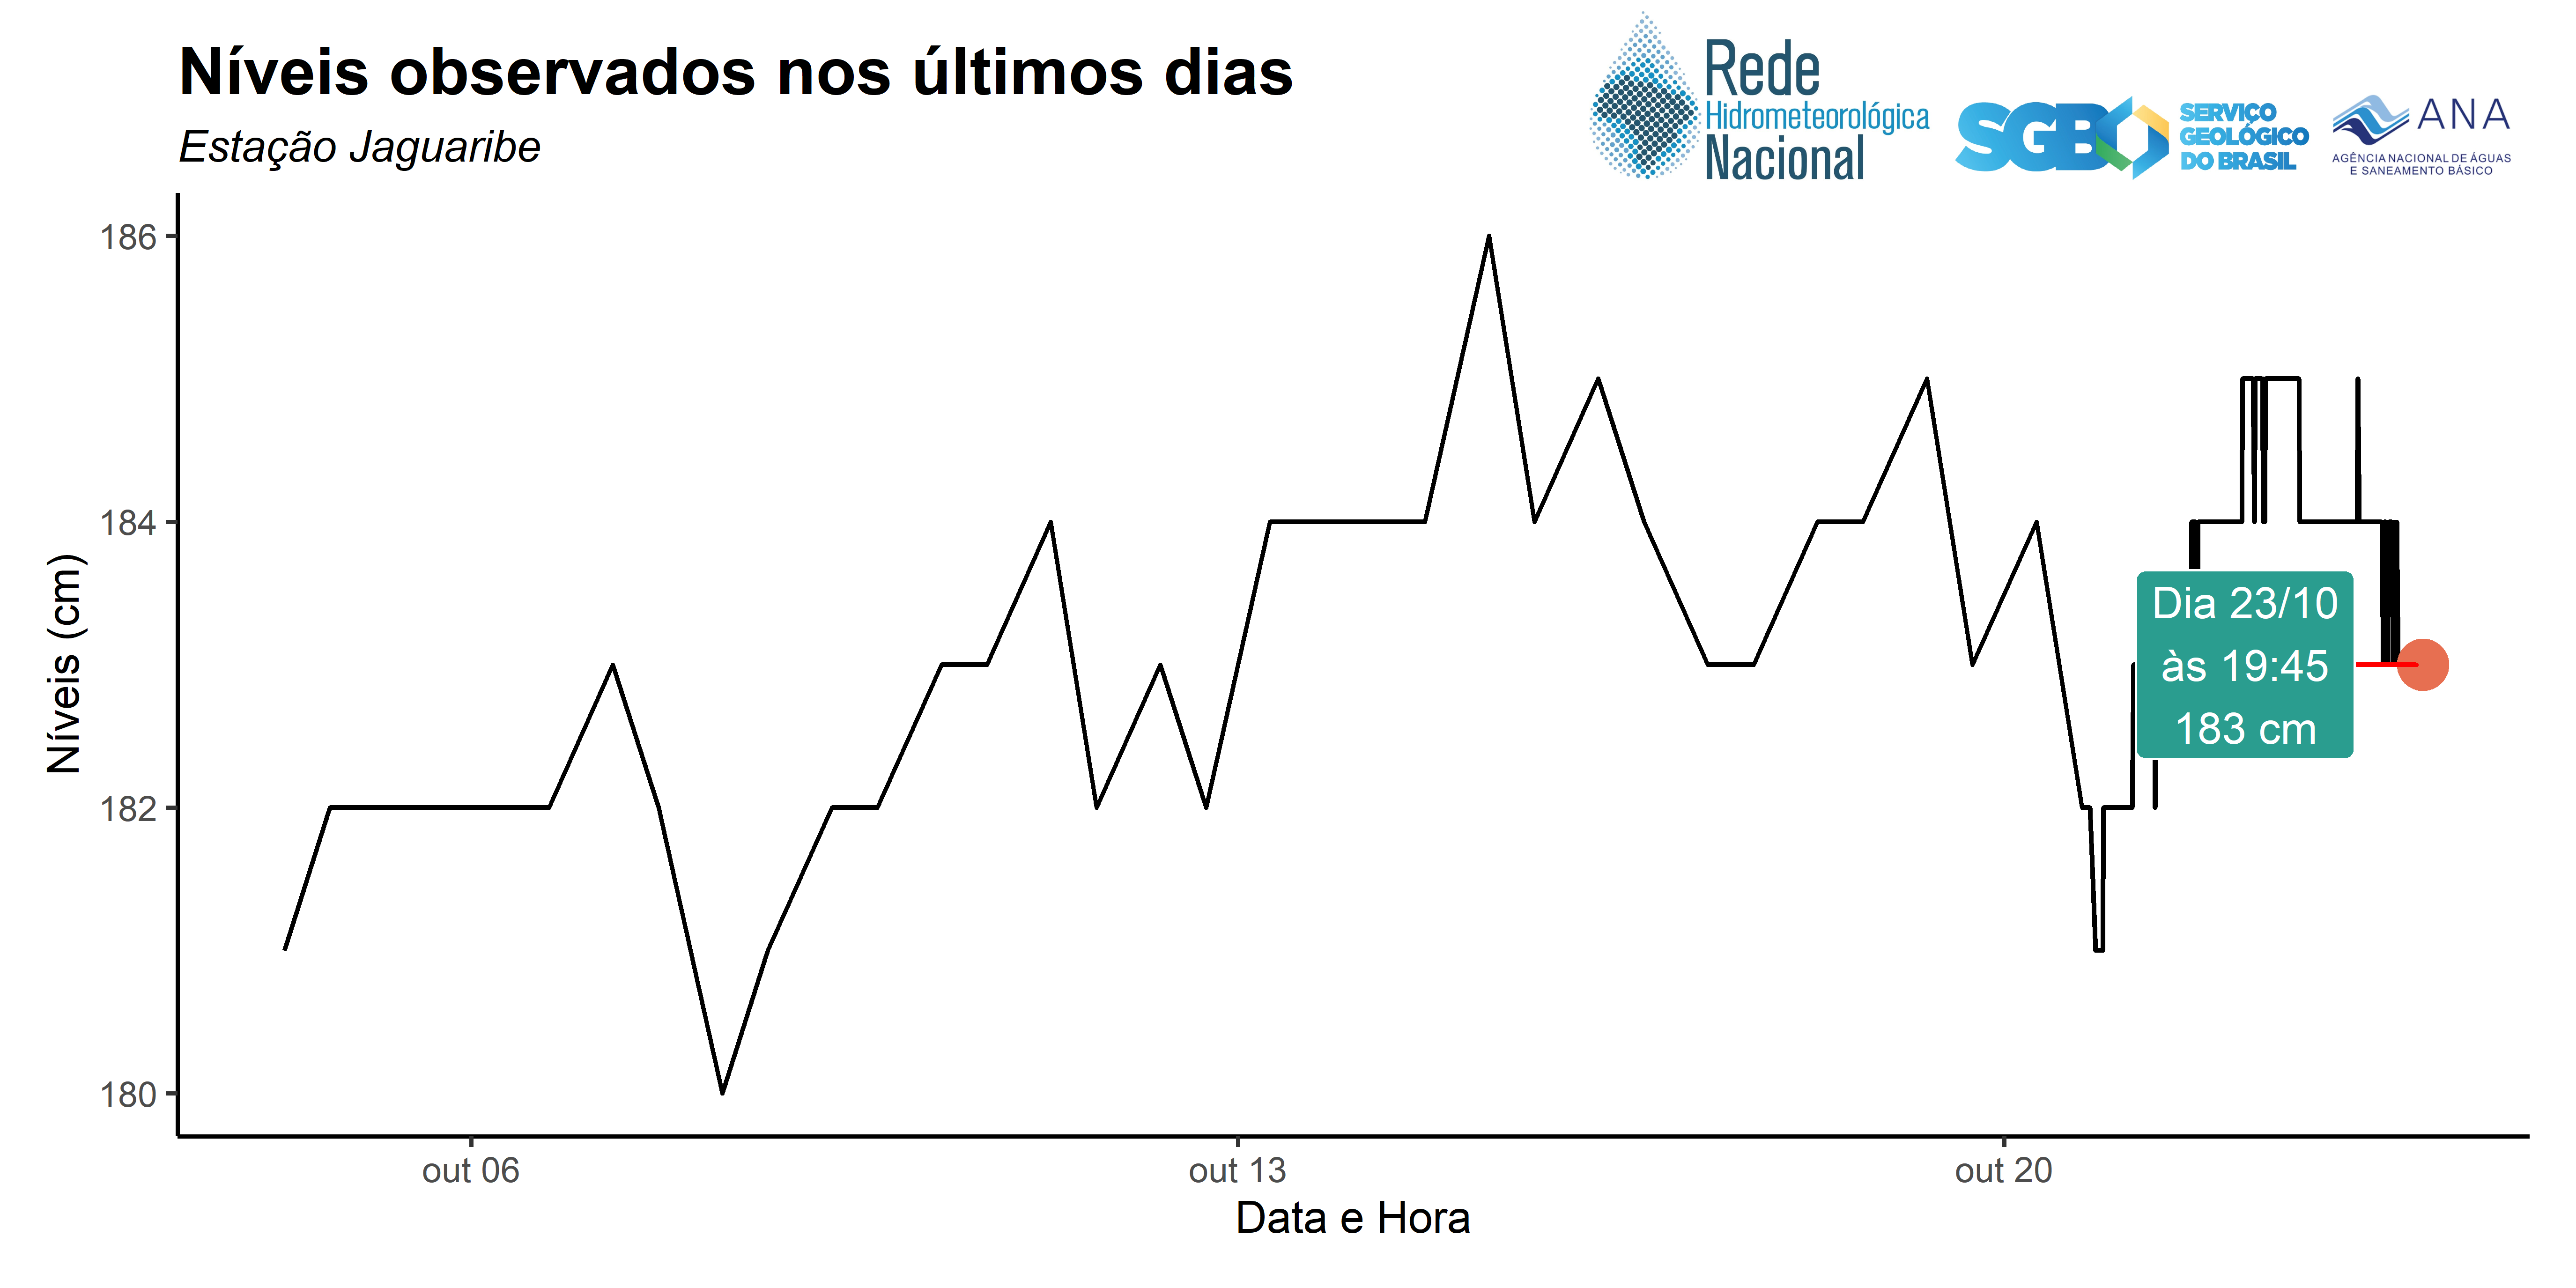 Níveis observados nos últimos dias
Estação Jaguaribe
Rede
Hidrometeorológica
Nacional
SGB
SERVIÇO
GEOLÓGICO
DO BRASIL
ANA
AGÊNCIA NACIONAL DE ÁGUAS
E SANEAMENTO BÁSICO
Níveis (cm)
186
184
182
180
Dia 23/10
às 19:45
183 cm
out 06
out 13
out 20
Data e Hora